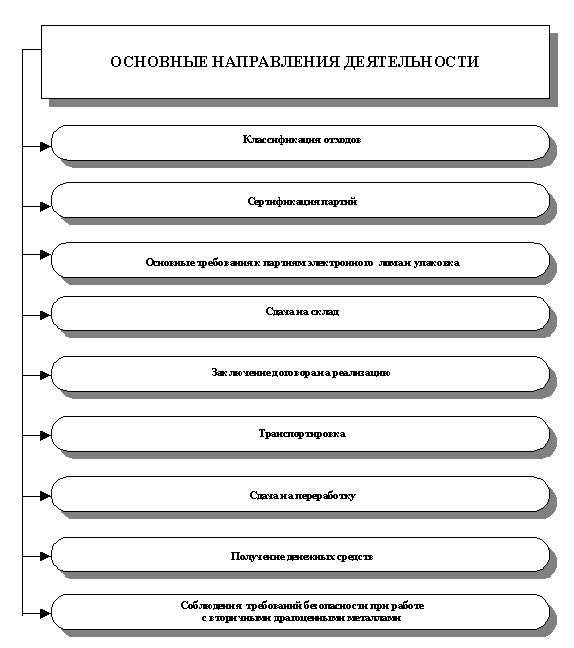 ОСНОВНЫЕ НАПРАВЛЕНИЯ ДЕЯТЕЛЬНОСТИ
Классификация отходов
Сертификация партий
Основные требования к партиям электронного лома и упаковка
Сдача на склад
Заключение договора на реализацию
Транспортировка
Сдача на переработку
Получение денежных средств
Соблюдения требований безопасности при работе
с вторичными драгоценными металлами